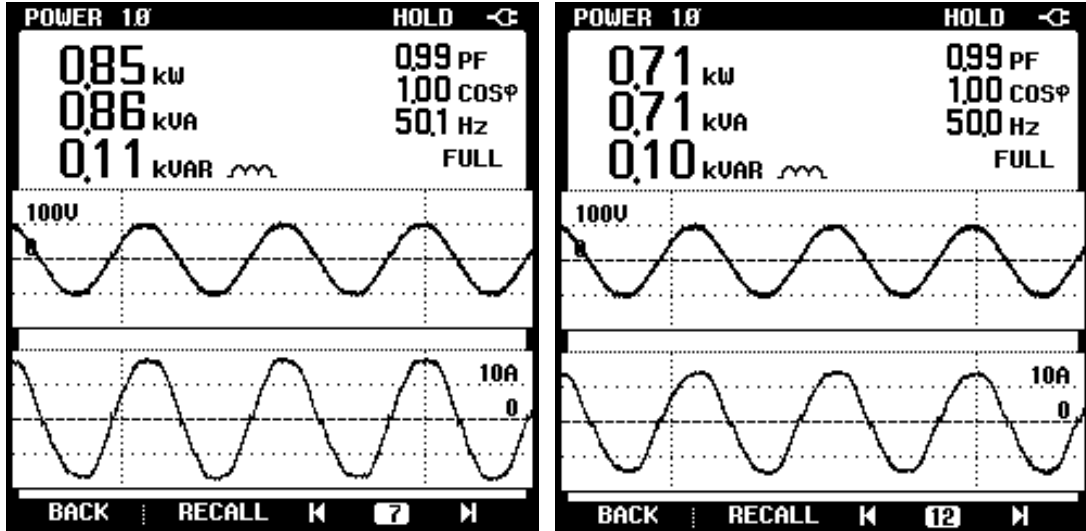 POWER 1.0 HOLD
0.85 kW 0.99 PF
0.86 kVA 1.00 COSφ
0.11 kVAR 50.1 Hz
FULL
100V
10A
0
BACK RECALL 7
POWER 1.0 HOLD
0.71 kW 0.99 PF
0.71 kVA 1.00 COSφ
0.10 kVAR 50.0 Hz
FULL
100V
10A
0
BACK RECALL 12